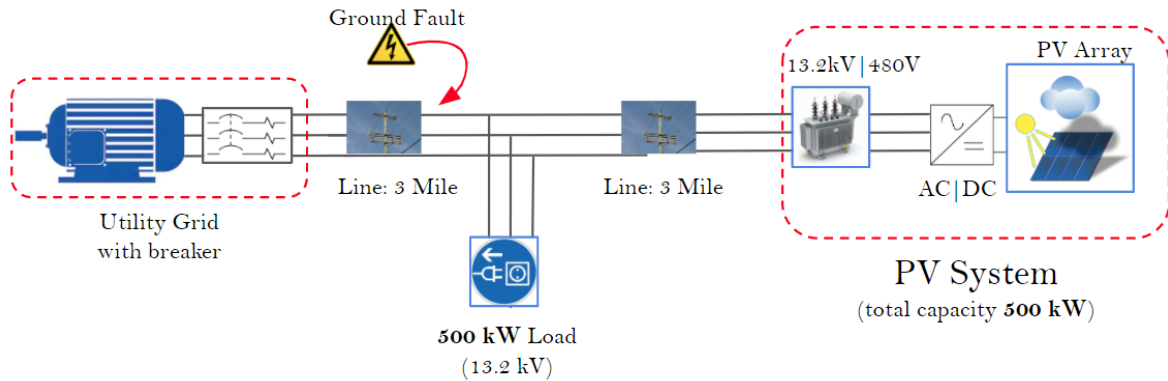 Ground Fault
PV Array
13.2kV|480V
Line: 3 Mile
Line: 3 Mile
AC|DC
Utility Grid
with breaker
PV System
(total capacity 500 kW)
500 kW Load
(13.2 kV)